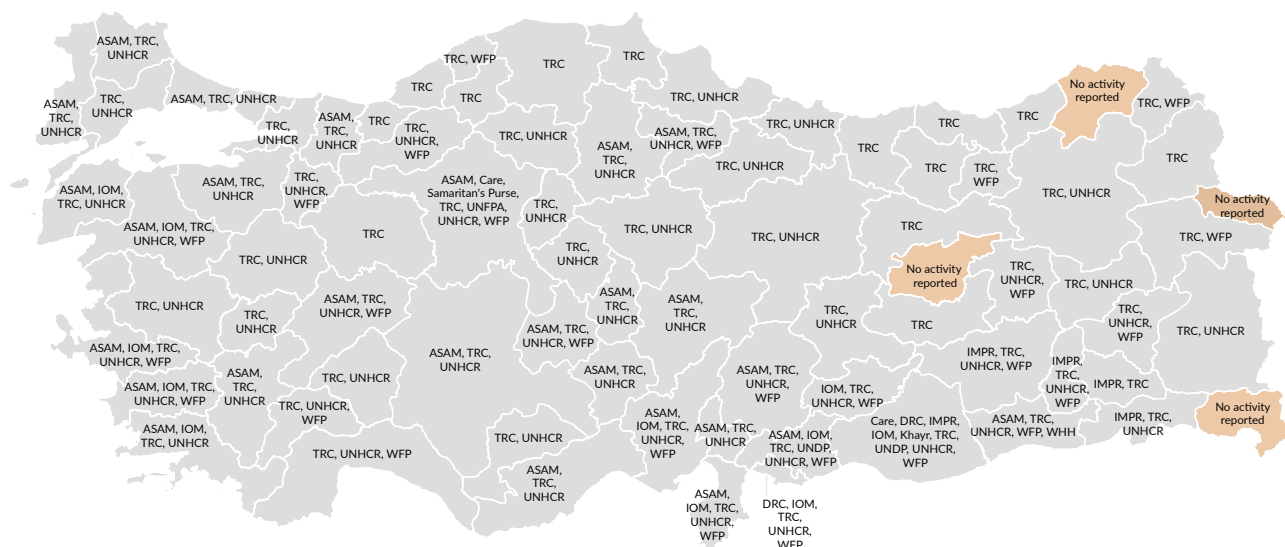 ASAM, TRC,
UNHCR
TRC, WFP
TRC
TRC
TRC
TRC
No activity
reported
TRC, WFP
ASAM,
TRC,
UNHCR
TRC,
UNHCR
ASAM, TRC, UNHCR
TRC,
UNHCR
ASAM,
TRC,
UNHCR
TRC
TRC,
UNHCR,
WFP
TRC, UNHCR
TRC, UNHCR
ASAM, TRC,
UNHCR, WFP
ASAM,
TRC,
UNHCR
TRC, UNHCR
TRC, UNHCR
TRC
TRC
TRC
TRC
TRC,
WFP
TRC
ASAM, IOM,
TRC, UNHCR
ASAM, TRC,
UNHCR
TRC,
UNHCR,
WFP
ASAM, Care,
Samaritan's Purse,
TRC, UNFPA,
UNHCR, WFP
TRC,
UNHCR
TRC, UNHCR
No activity
reported
ASAM, IOM, TRC,
UNHCR, WFP
TRC
TRC, UNHCR
TRC, UNHCR
TRC
TRC, WFP
TRC, UNHCR
TRC,
UNHCR
No activity
reported
TRC,
UNHCR,
WFP
TRC, UNHCR
TRC, UNHCR
TRC,
UNHCR
ASAM, TRC,
UNHCR, WFP
ASAM,
TRC,
UNHCR
ASAM,
TRC,
UNHCR
TRC,
UNHCR
TRC
TRC,
UNHCR,
WFP
TRC, UNHCR
ASAM, IOM, TRC,
UNHCR, WFP
ASAM, TRC,
UNHCR
ASAM, TRC,
UNHCR, WFP
IMPR, TRC,
UNHCR, WFP
IMPR,
TRC,
UNHCR,
WFP
IMPR, TRC
ASAM, IOM, TRC,
UNHCR, WFP
ASAM,
TRC,
UNHCR
TRC, UNHCR
ASAM, TRC,
UNHCR
ASAM, TRC,
UNHCR,
WFP
IOM, TRC,
UNHCR, WFP
TRC, UNHCR,
WFP
ASAM, IOM,
TRC, UNHCR
TRC, UNHCR
ASAM,
IOM, TRC,
UNHCR,
WFP
ASAM, TRC,
UNHCR
ASAM, IOM,
TRC, UNDP,
UNHCR, WFP
Care, DRC, IMPR,
IOM, Khayr, TRC,
UNDP, UNHCR,
WFP
ASAM, TRC,
UNHCR, WFP, WHH
IMPR, TRC,
UNHCR
No activity
reported
TRC, UNHCR, WFP
ASAM,
TRC,
UNHCR
ASAM,
IOM, TRC,
UNHCR,
WFP
DRC, IOM,
TRC,
UNHCR,
WFP